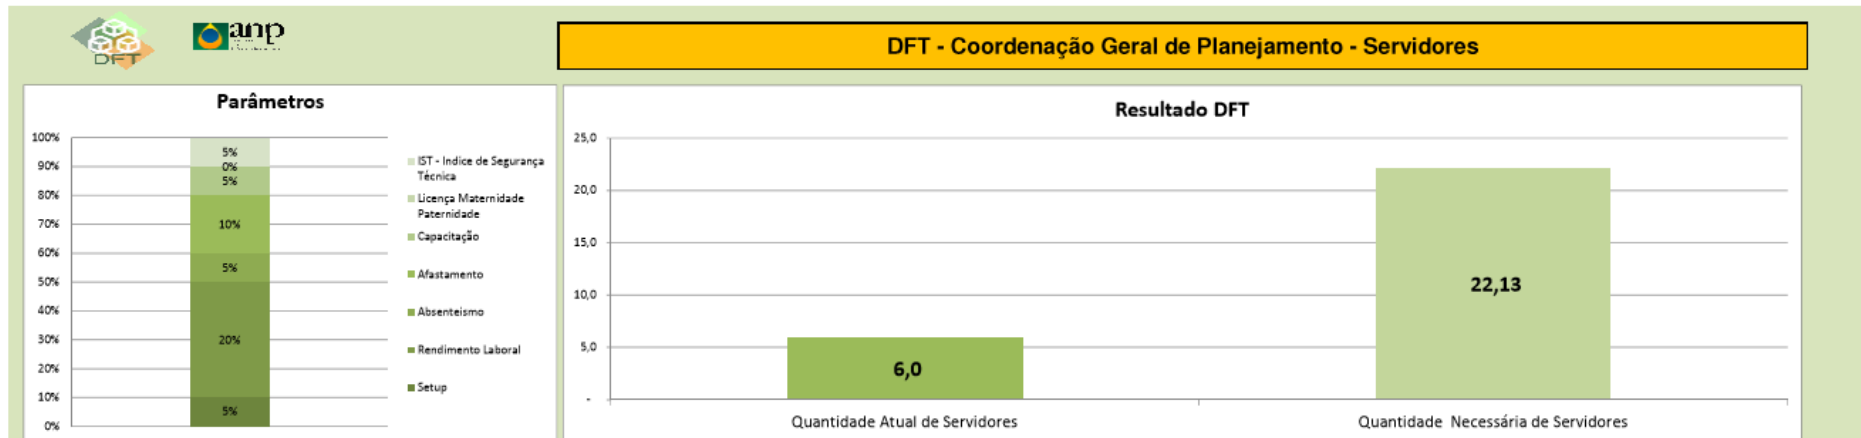 DFT
anp
DFT - Coordenação Geral de Planejamento - Servidores
Parâmetros
100%
90%
80%
70%
60%
50%
40%
30%
20%
10%
0%
5%
0%
5%
10%
5%
20%
5%
IST - Indice de Segurança
Técnica
Licença Maternidade
Paternidade
Capacitação
Afastamento
Absenteismo
Rendimento Laboral
Setup
Resultado DFT
25,0
20,0
15,0
10,0
5,0
-
6,0
22,13
Quantidade Atual de Servidores
Quantidade Necessária de Servidores